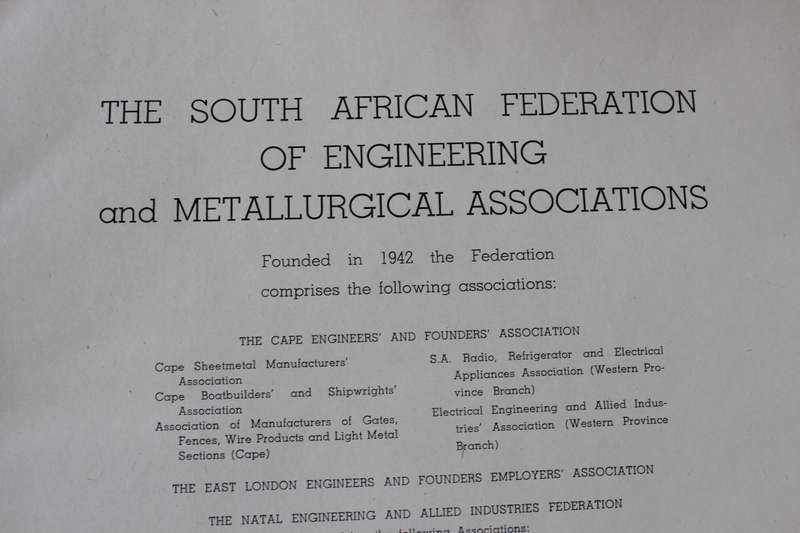 THE SOUTH AFRICAN FEDERATION
OF ENGINEERING
and METALLURGICAL ASSOCIATIONS
Founded in 1942 the Federation
comprises the following associations:
THE CAPE ENGINEERS' AND FOUNDERS' ASSOCIATION
Cape Sheetmetal Manufacturers'
Association
Cape Boatbuilders' and Shipwrights'
Association
Association of Manufacturers of Gates,
Fences, Wire Products and Light Metal
Sections (Cape)
S.A. Radio, Refrigerator and Electrical
Appliances Association (Western Pro-
vince Branch)
Electrical Engineering and Allied Indus-
tries' Association (Western Province
Branch)
THE EAST LONDON ENGINEERS AND FOUNDERS EMPLOYERS' ASSOCIATION
THE NATAL ENGINEERING AND ALLIED INDUSTRIES FEDERATION
the following Associations: